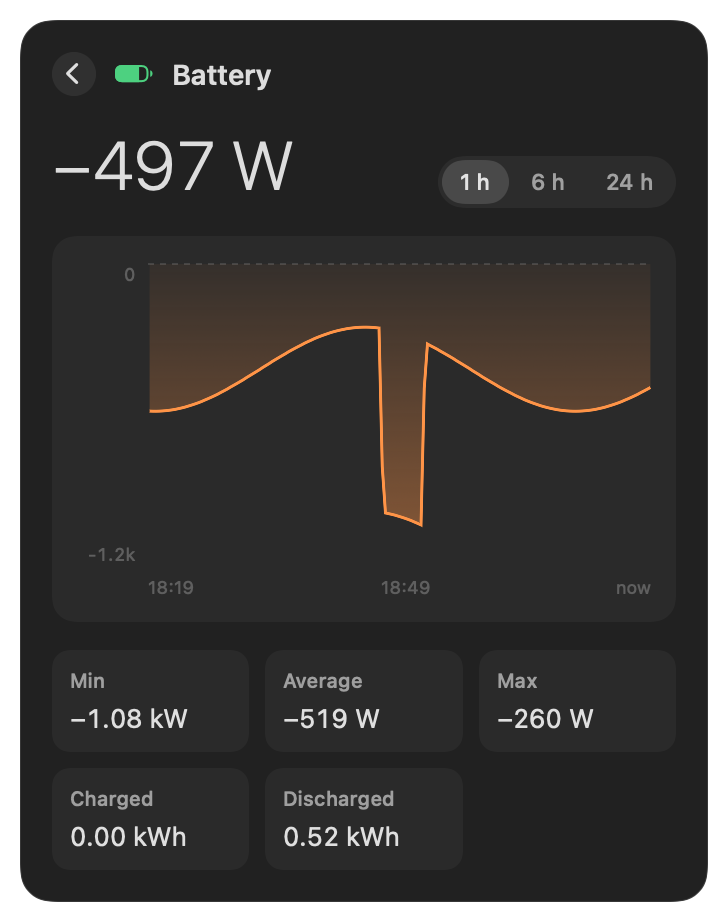 Battery
–497 W
1 h 6 h 24 h
0
-1.2k
18:19 18:49 now
Min
–1.08 kW
Average
–519 W
Max
–260 W
Charged
0.00 kWh
Discharged
0.52 kWh